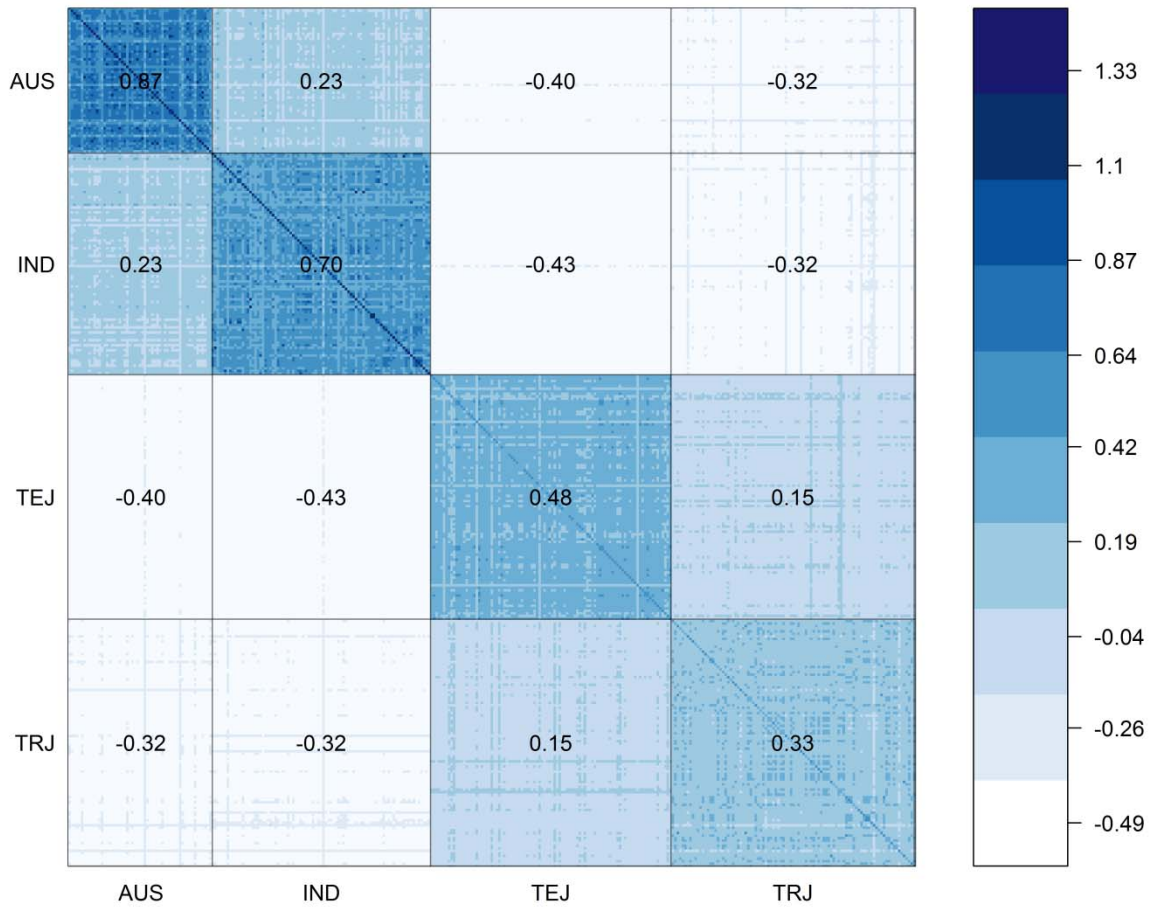 AUS 0.87 0.23 -0.40 -0.32
IND 0.23 0.70 -0.43 -0.32
TEJ -0.40 -0.43 0.48 0.15
TRJ -0.32 -0.32 0.15 0.33
AUS IND TEJ TRJ
1.33
1.1
0.87
0.64
0.42
0.19
-0.04
-0.26
-0.49